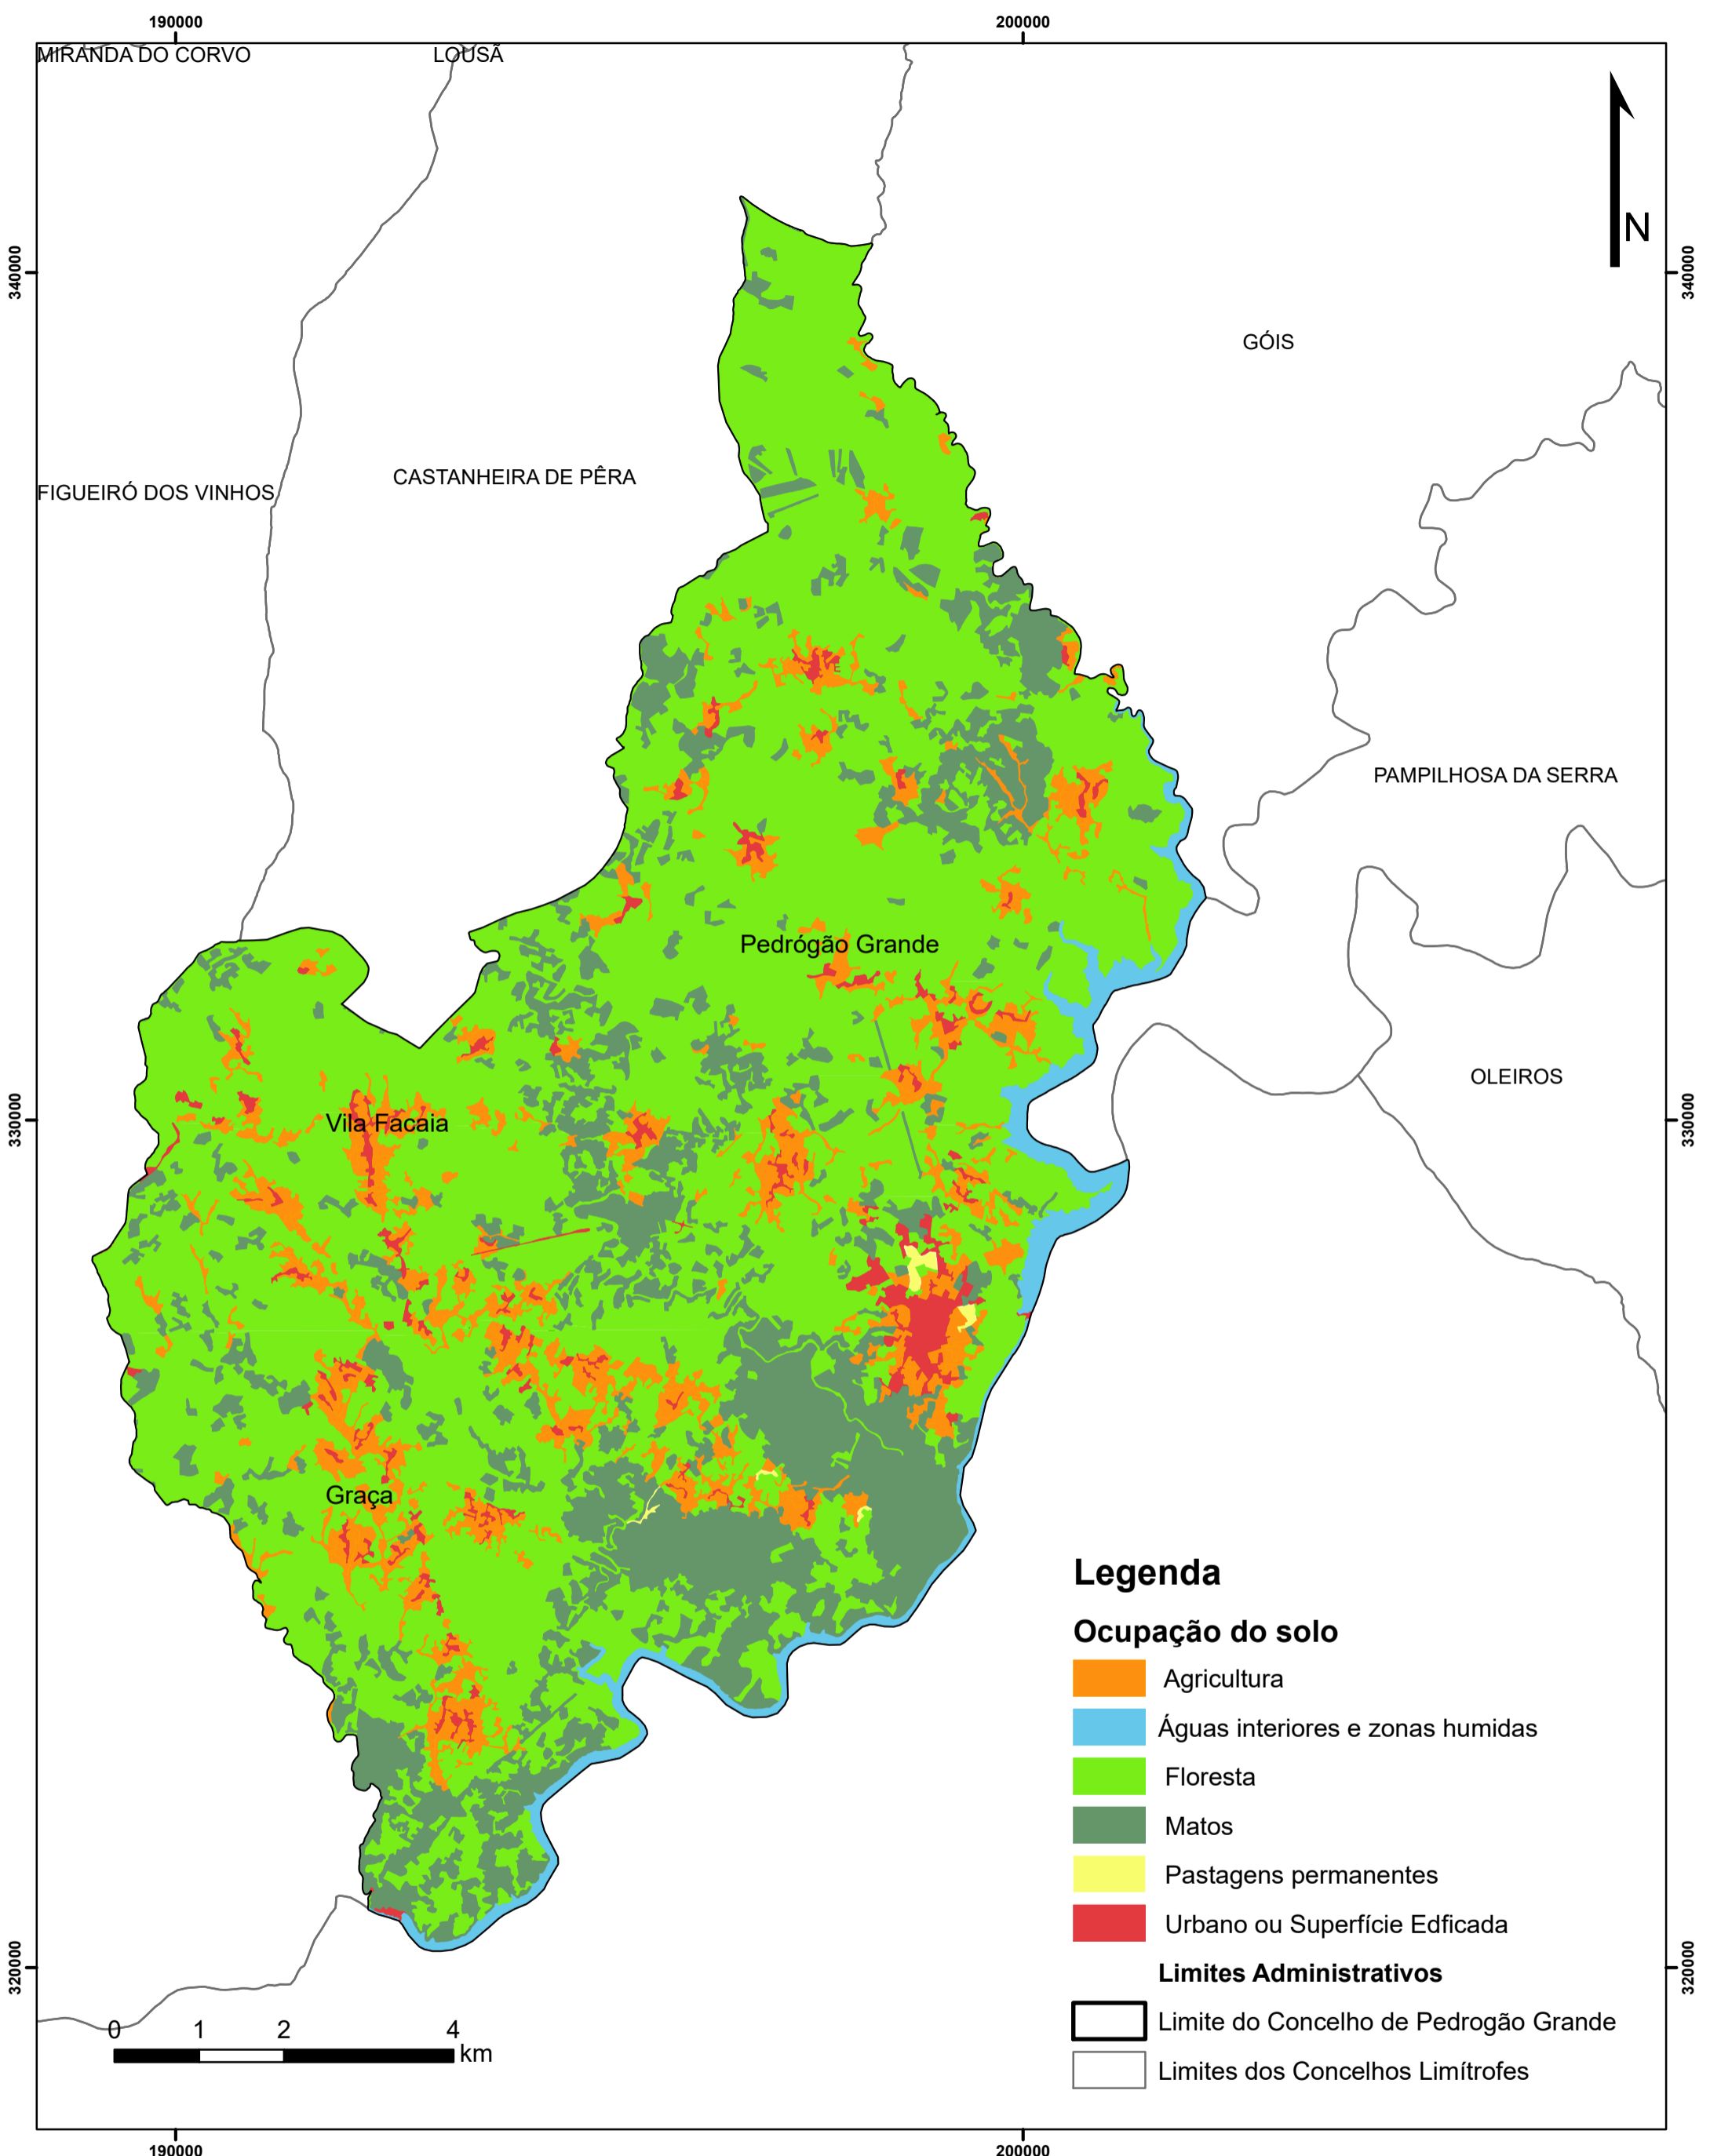 190000 200000
MIRANDA DO CORVO LOUSÃ
N
340000 340000
GÓIS
CASTANHEIRA DE PÊRA
FIGUEIRÓ DOS VINHOS
PAMPILHOSA DA SERRA
Pedrógão Grande
OLEIROS
330000 330000
Vila Facaia
Graça
Legenda
Ocupação do solo
Agricultura
Águas interiores e zonas humidas
Floresta
Matos
Pastagens permanentes
Urbano ou Superfície Edficada
320000 320000
Limites Administrativos
Limite do Concelho de Pedrogão Grande
0 1 2 4
km
Limites dos Concelhos Limítrofes
190000 200000